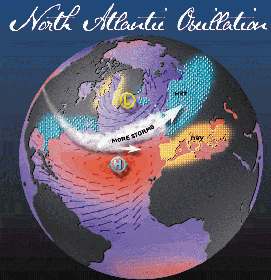 North Atlantic Oscillation
L
wet
MORE STORMS
dry
H